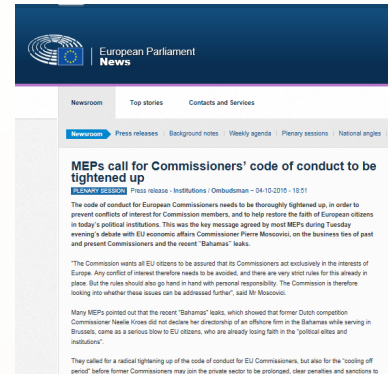 European Parliament
News
Newsroom Top stories Contacts and Services
Newsroom Press releases | Background notes | Weekly agenda | Plenary sessions | National angles |
MEPs call for Commissioners' code of conduct to be
tightened up
PLENARY SESSION Press release - Institutions / Ombudsman – 04-10-2016 - 18:51
The code of conduct for European Commissioners needs to be thoroughly tightened up, in order to
prevent conflicts of interest for Commission members, and to help restore the faith of European citizens
in today's political institutions. This was the key message agreed by most MEPs during Tuesday
evening's debate with EU economic affairs Commissioner Pierre Moscovici, on the business ties of past
and present Commissioners and the recent "Bahamas" leaks.
"The Commission wants all EU citizens to be assured that its Commissioners act exclusively in the interests of
Europe. Any conflict of interest therefore needs to be avoided, and there are very strict rules for this already in
place. But the rules should also go hand in hand with personal responsibility. The Commission is therefore
looking into whether these issues can be addressed further", said Mr Moscovici.
Many MEPs pointed out that the recent "Bahamas" leaks, which showed that former Dutch competition
Commissioner Neelie Kroes did not declare her directorship of an offshore firm in the Bahamas while serving in
Brussels, came as a serious blow to EU citizens, who are already losing faith in the "political elites and
institutions".
They called for a radical tightening up of the code of conduct for EU Commissioners, but also for the "cooling off
period" before former Commissioners may join the private sector to be prolonged, clear penalties and sanctions to